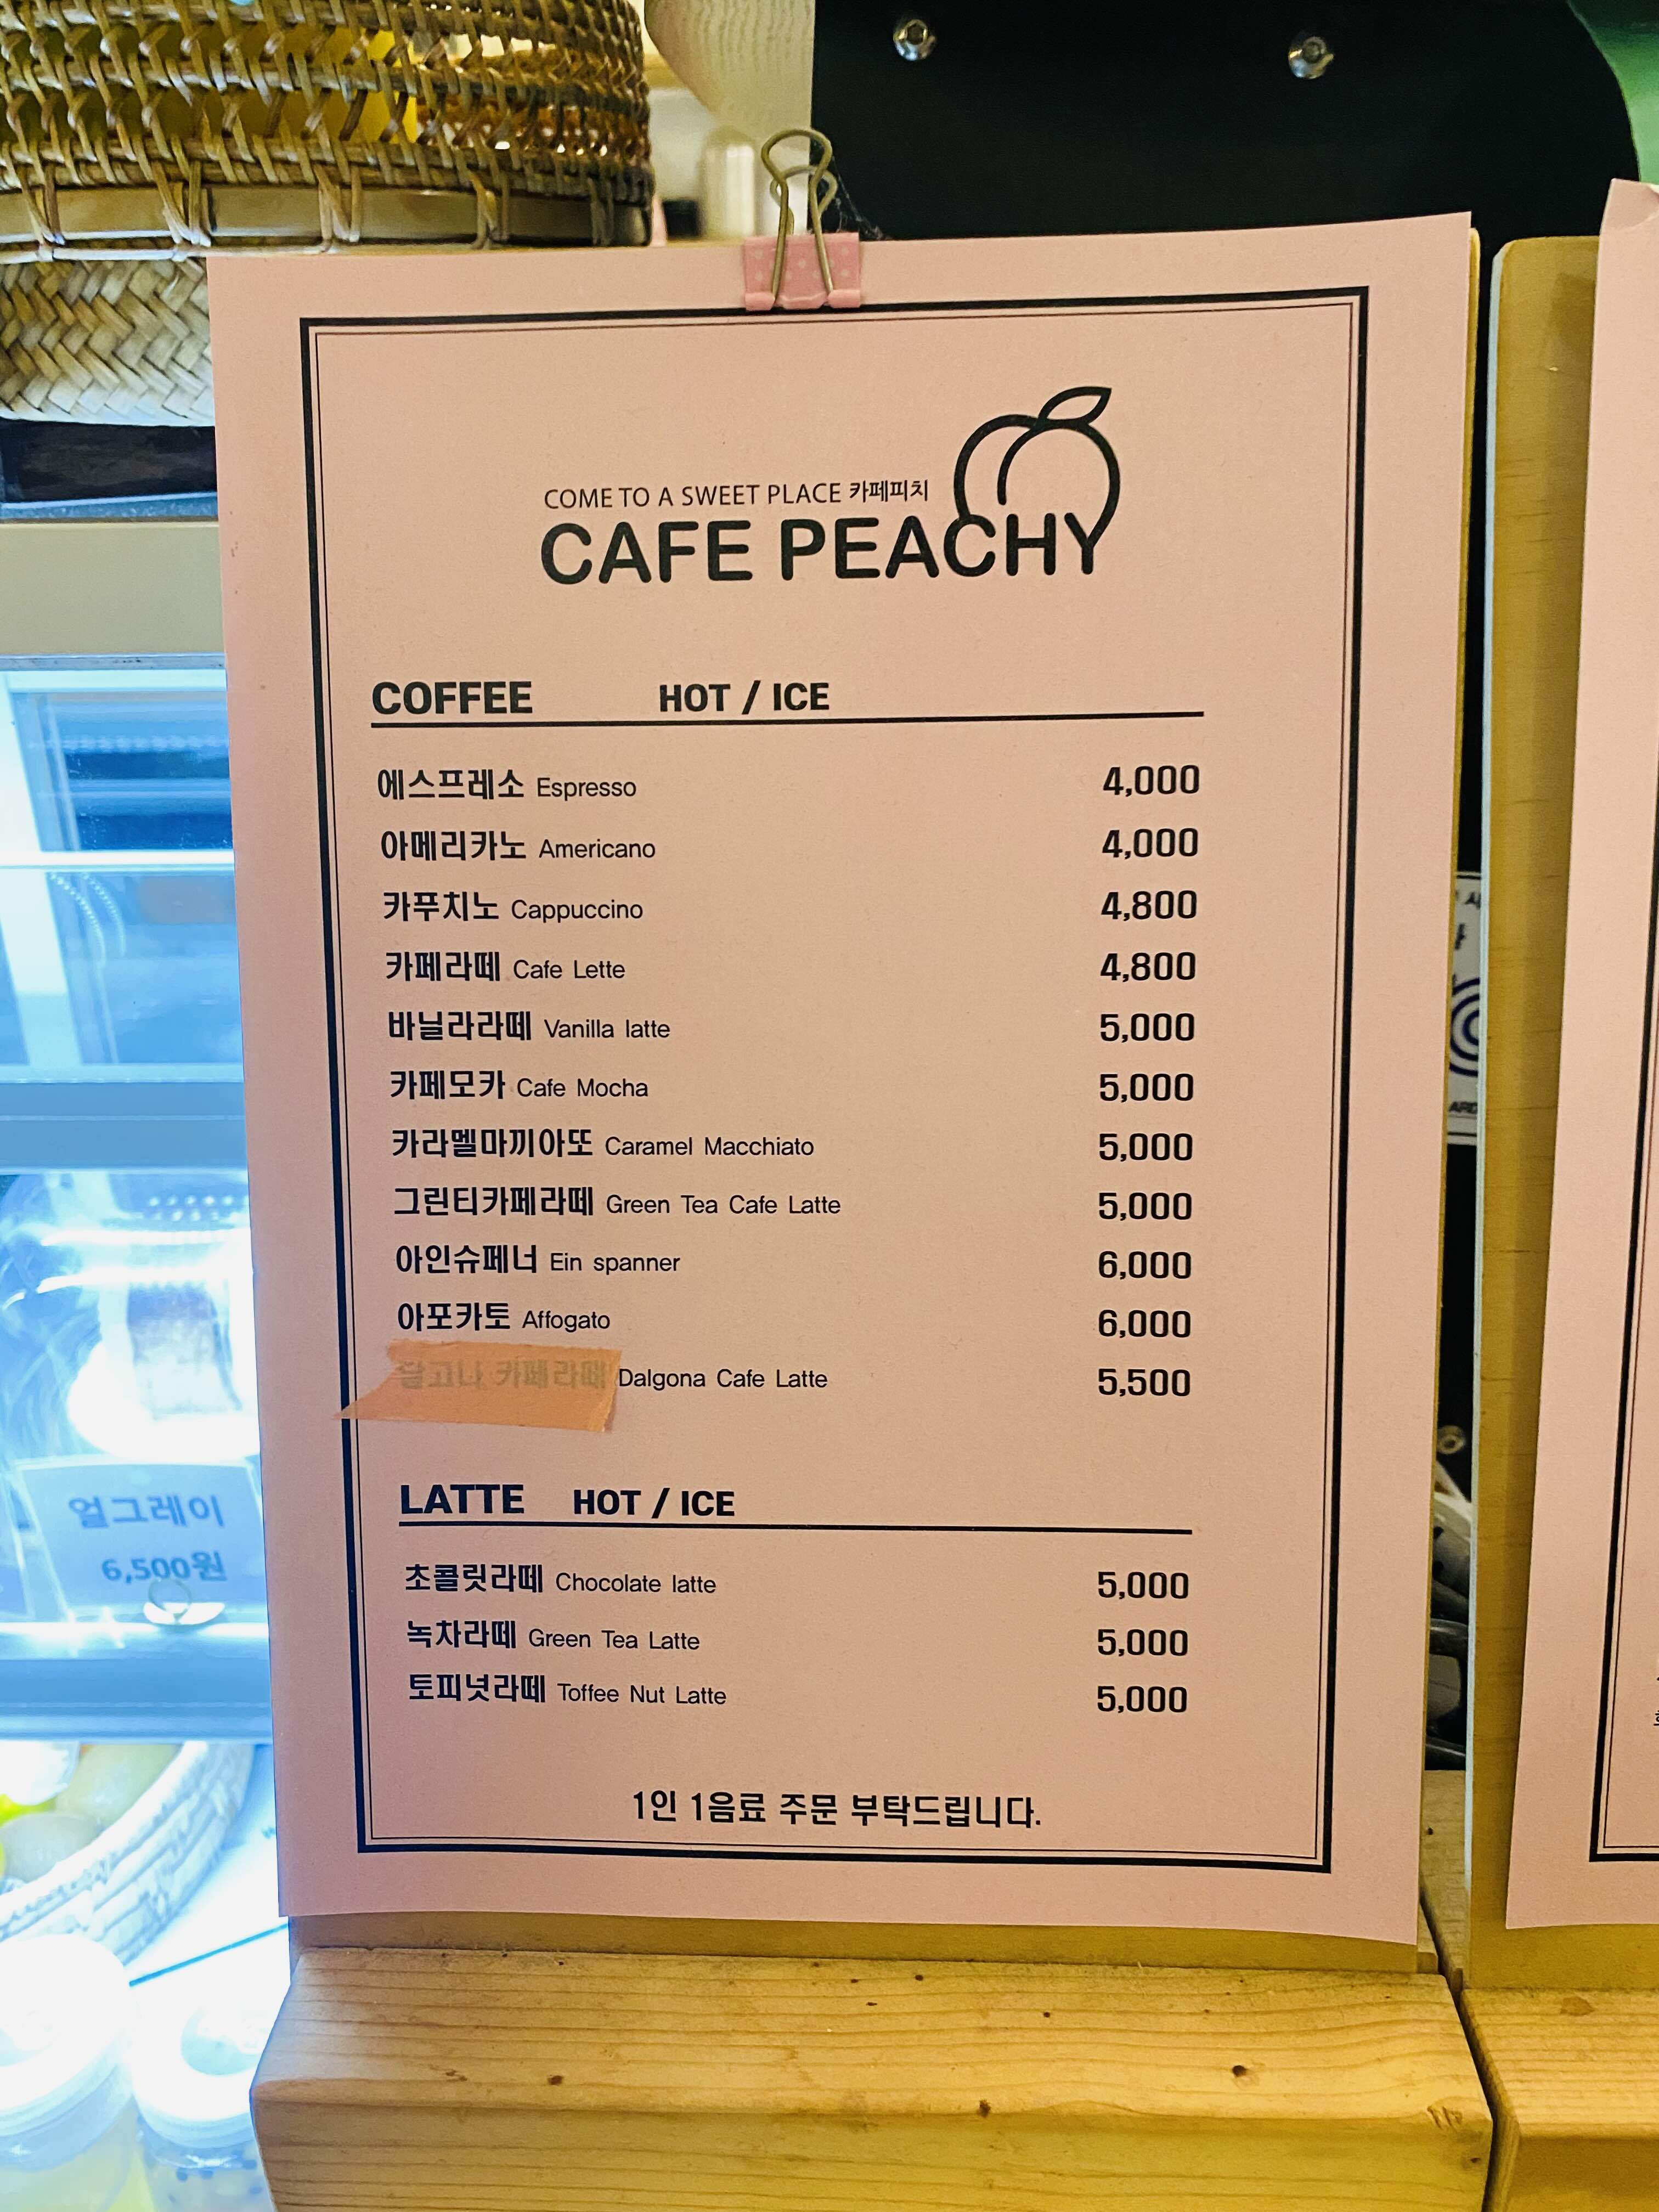 COME TO A SWEET PLACE 카페피치
CAFE PEACHY
COFFEE HOT / ICE
에스프레소 Espresso 4,000
아메리카노 Americano 4,000
카푸치노 Cappuccino 4,800
카페라떼 Cafe Lette 4,800
바닐라라떼 Vanilla latte 5,000
카페모카 Cafe Mocha 5,000
카라멜마끼아또 Caramel Macchiato 5,000
그린티카페라떼 Green Tea Cafe Latte 5,000
아인슈페너 Ein spanner 6,000
아포카토 Affogato 6,000
달고나 카페라떼 Dalgona Cafe Latte 5,500
LATTE HOT / ICE
초콜릿라떼 Chocolate latte 5,000
녹차라떼 Green Tea Latte 5,000
토피넛라떼 Toffee Nut Latte 5,000
1인 1음료 주문 부탁드립니다.
얼그레이
6,500원